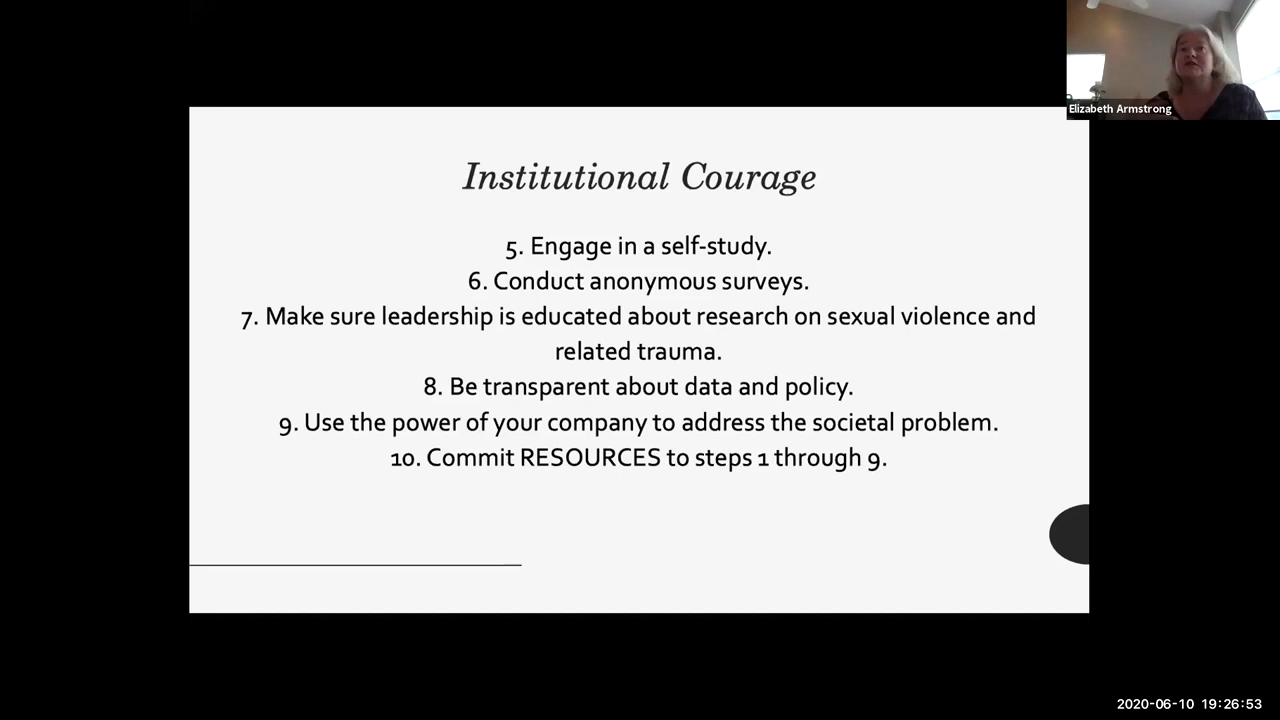 Elizabeth Armstrong
Institutional Courage
5. Engage in a self-study.
6. Conduct anonymous surveys.
7. Make sure leadership is educated about research on sexual violence and
related trauma.
8. Be transparent about data and policy.
9. Use the power of your company to address the societal problem.
10. Commit RESOURCES to steps 1 through 9.
2020-06-10 19:26:53